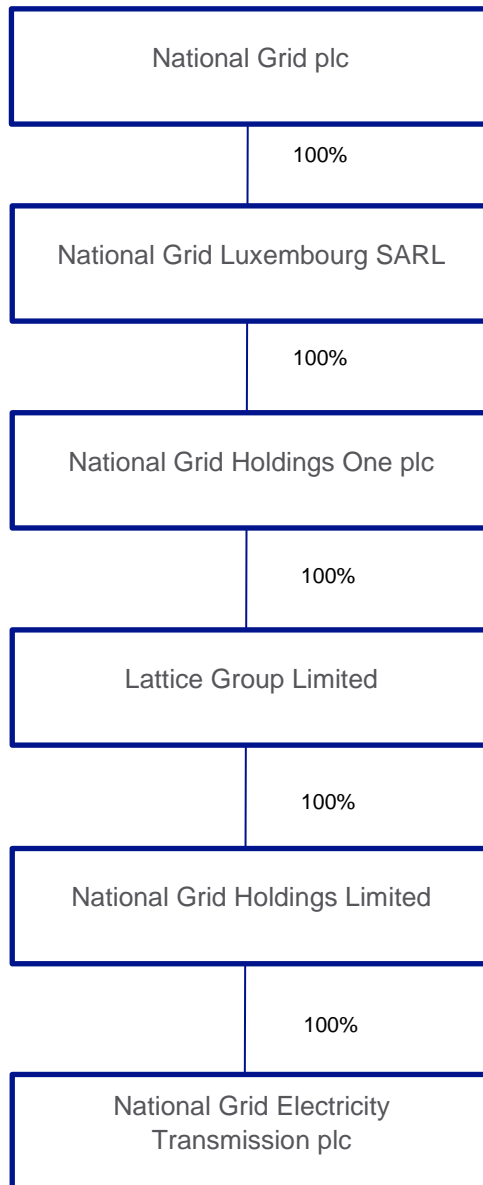 National Grid plc
100%
National Grid Luxembourg SARL
100%
National Grid Holdings One plc
100%
Lattice Group Limited
100%
National Grid Holdings Limited
100%
National Grid Electricity
Transmission plc